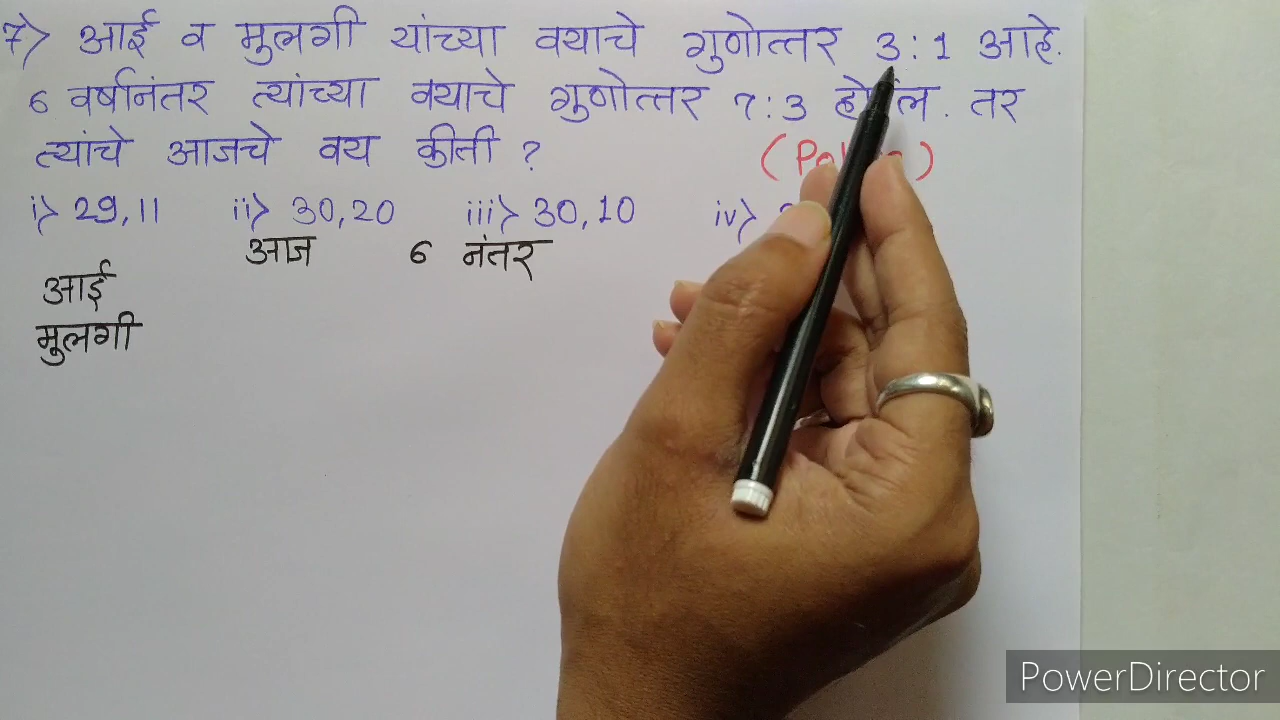 7) आई व मुलगी यांच्या वयाचे गुणोत्तर 3:1 आहे.
6 वर्षानंतर त्यांच्या वयाचे गुणोत्तर 7:3 होईल. तर
त्यांचे आजचे वय कीती ?
i) 29,11 ii) 30,20 iii) 30,10 iv)
आज 6 नंतर
आई
मुलगी
PowerDirector